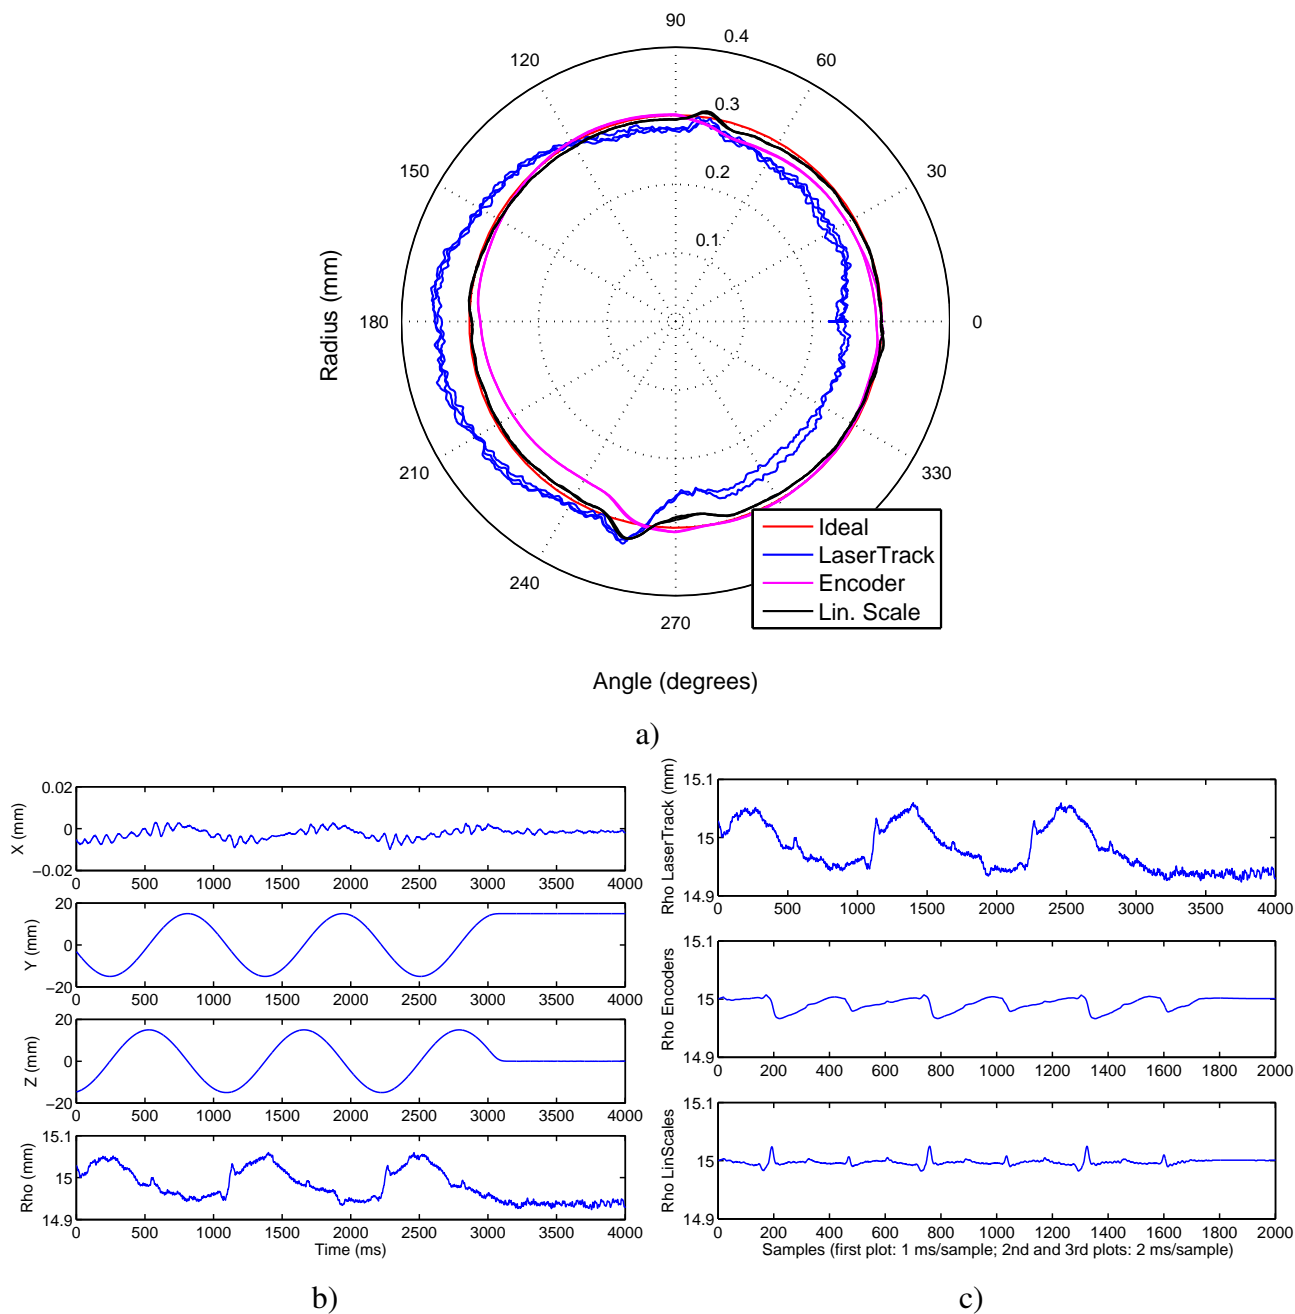 90
0.4
120
60
0.3
150
30
0.2
0.1
Radius (mm)
180
0
210
330
Ideal
LaserTrack
Encoder
Lin. Scale
240
270
Angle (degrees)
a)
X (mm)
0.02
0
−0.02
0 500 1000 1500 2000 2500 3000 3500 4000
Y (mm)
20
0
−20
0 500 1000 1500 2000 2500 3000 3500 4000
Z (mm)
20
0
−20
0 500 1000 1500 2000 2500 3000 3500 4000
Rho (mm)
15.1
15
14.9
0 500 1000 1500 2000 2500 3000 3500 4000
Time (ms)
b)
Rho LaserTrack (mm)
15.1
15
14.9
0 500 1000 1500 2000 2500 3000 3500 4000
Rho Encoders
15.1
15
14.9
0 200 400 600 800 1000 1200 1400 1600 1800 2000
Rho LinScales
15.1
15
14.9
0 200 400 600 800 1000 1200 1400 1600 1800 2000
Samples (first plot: 1 ms/sample; 2nd and 3rd plots: 2 ms/sample)
c)